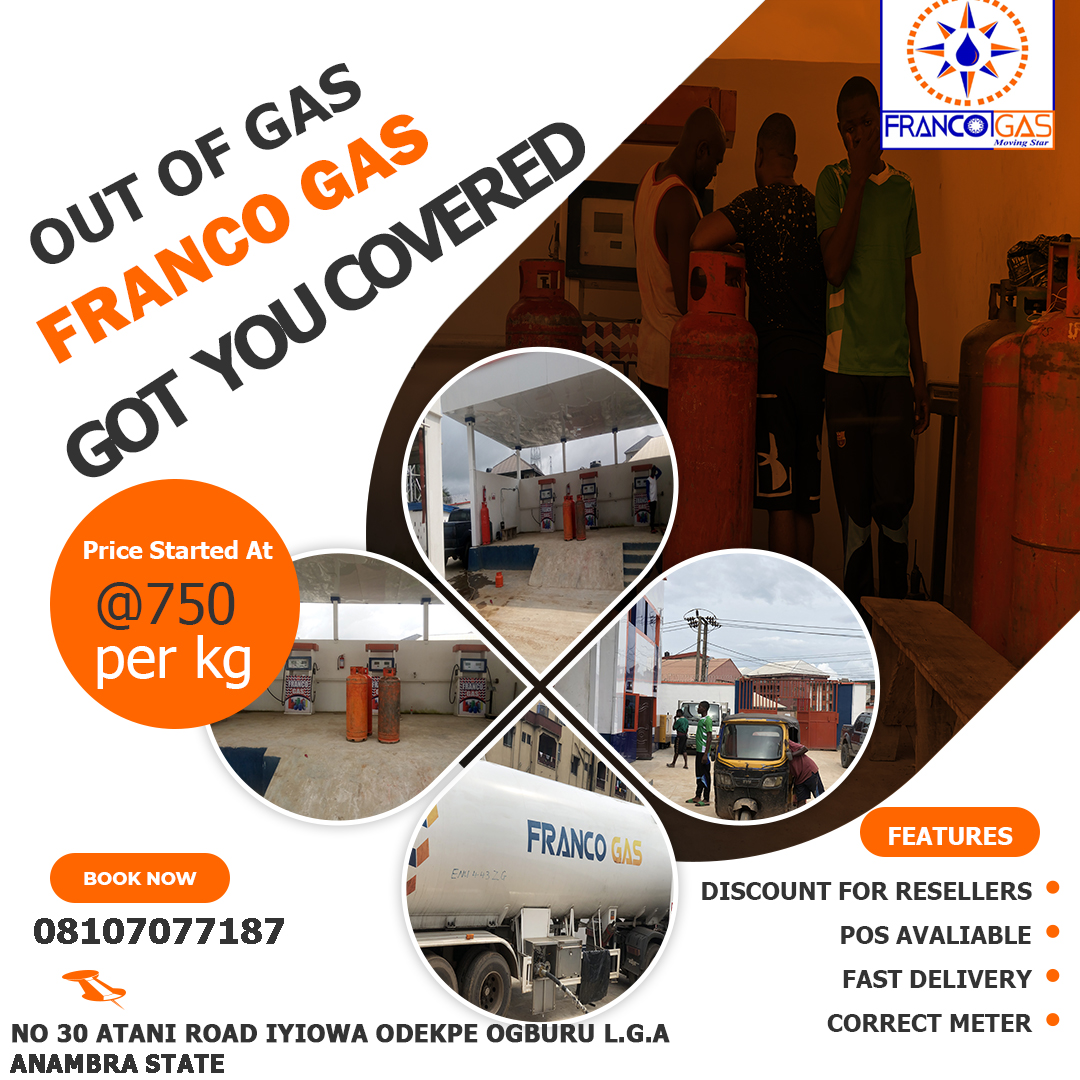 FRANCO GAS
Moving Star
OUT OF GAS
FRANCO GAS
GOT YOU COVERED
Price Started At
@750
per kg
FRANCO
GAS
FRANCO GAS
FEATURES
DISCOUNT FOR RESELLERS
POS AVALIABLE
FAST DELIVERY
CORRECT METER
BOOK NOW
08107077187
NO 30 ATANI ROAD IYIOWA ODEKPE OGBURU L.G.A
ANAMBRA STATE